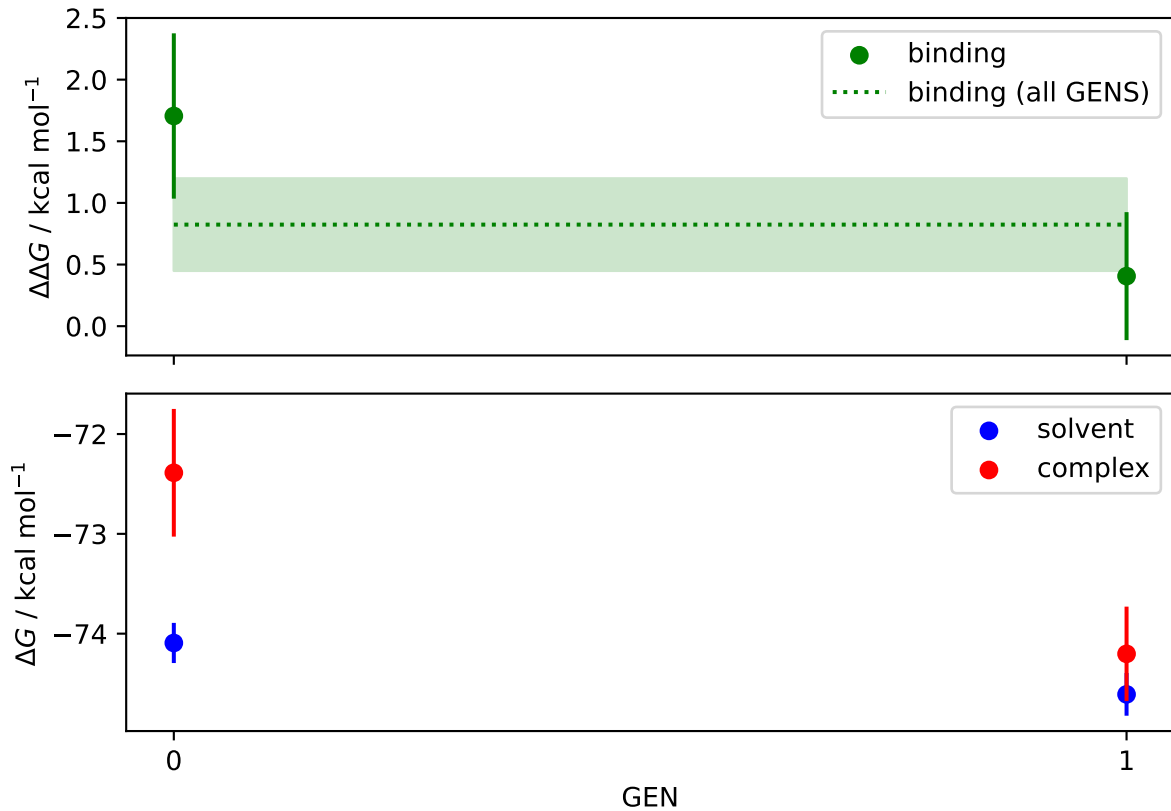 2.5
2.0
1.5
1.0
0.5
0.0
ΔΔG / kcal mol⁻¹
binding
binding (all GENS)
−72
−73
−74
ΔG / kcal mol⁻¹
solvent
complex
0
1
GEN